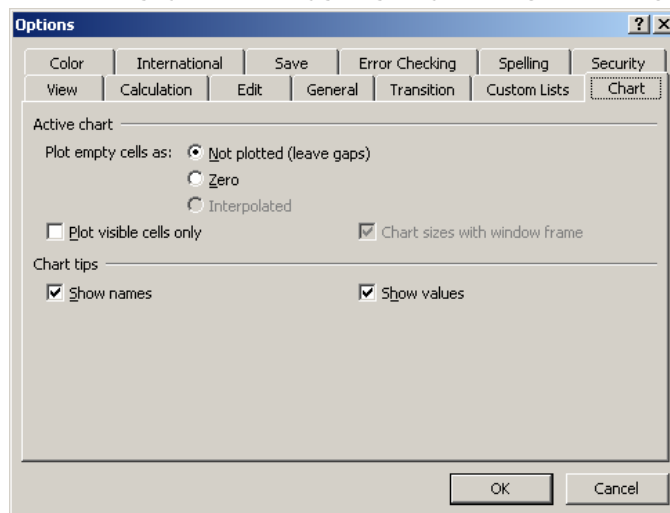 Options
Color International Save Error Checking Spelling Security
View Calculation Edit General Transition Custom Lists Chart
Active chart
Plot empty cells as: Not plotted (leave gaps)
Zero
Interpolated
Plot visible cells only Chart sizes with window frame
Chart tips
Show names Show values
OK Cancel